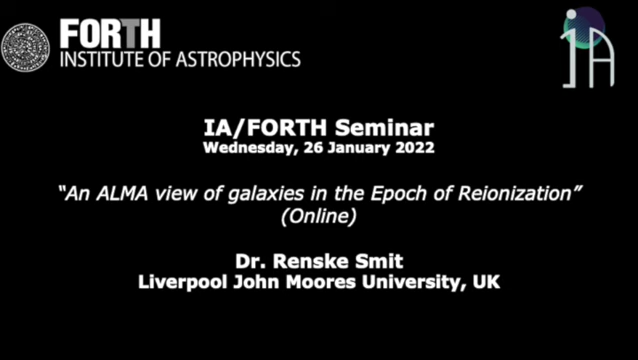 FORTH
INSTITUTE OF ASTROPHYSICS
IA
IA/FORTH Seminar
Wednesday, 26 January 2022
“An ALMA view of galaxies in the Epoch of Reionization”
(Online)
Dr. Renske Smit
Liverpool John Moores University, UK